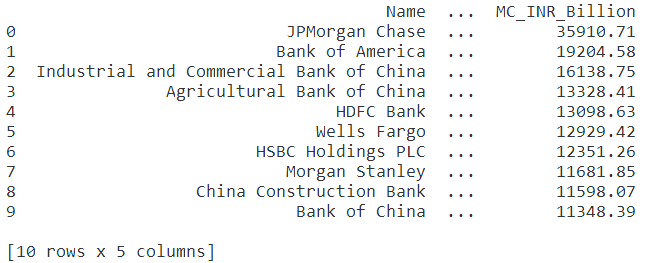 Name ... MC_INR_Billion
0 JPMorgan Chase ... 35910.71
1 Bank of America ... 19204.58
2 Industrial and Commercial Bank of China ... 16138.75
3 Agricultural Bank of China ... 13328.41
4 HDFC Bank ... 13098.63
5 Wells Fargo ... 12929.42
6 HSBC Holdings PLC ... 12351.26
7 Morgan Stanley ... 11681.85
8 China Construction Bank ... 11598.07
9 Bank of China ... 11348.39
[10 rows x 5 columns]